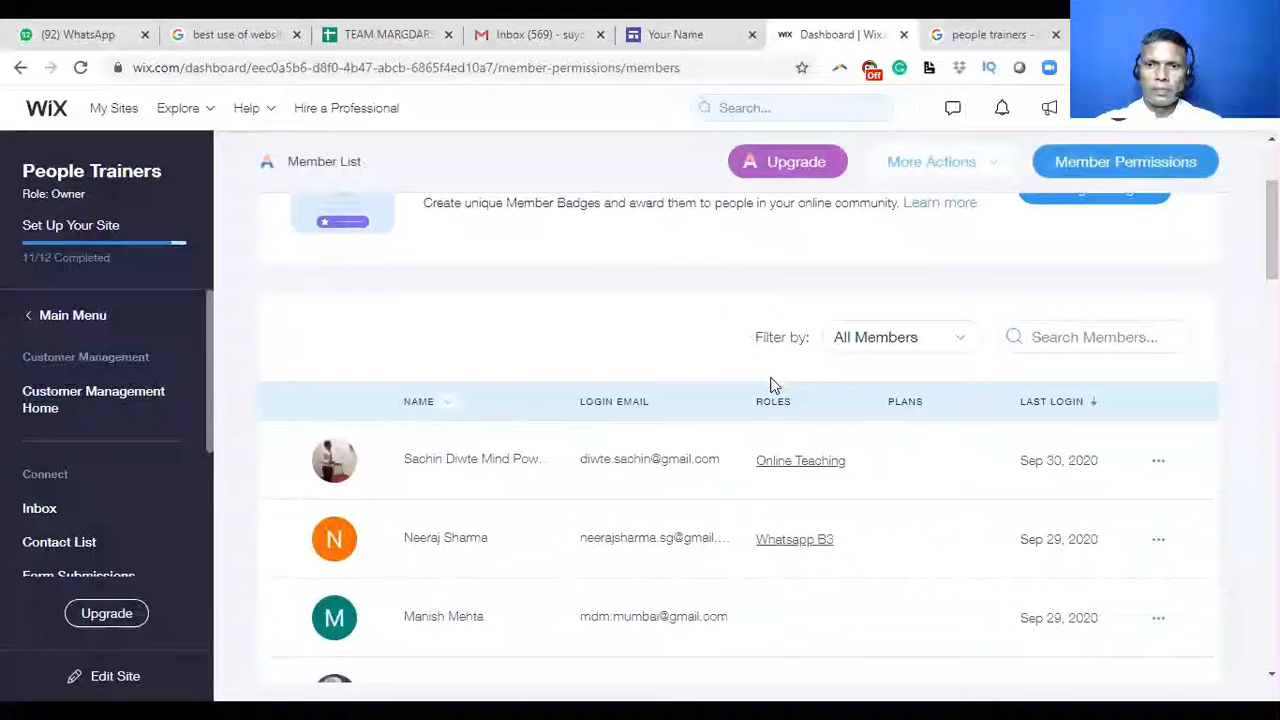 (92) WhatsApp
best use of websi
TEAM MARGDAR
Inbox (569) - suyc
Your Name
WIX Dashboard | Wix.
people trainers -
wix.com/dashboard/eec0a5b6-d8f0-4b47-abcb-6865f4ed10a7/member-permissions/members
Off
WiX
My Sites
Explore
Help
Hire a Professional
Search...
People Trainers
Role: Owner
Set Up Your Site
11/12 Completed
Main Menu
Customer Management
Customer Management
Home
Connect
Inbox
Contact List
Form Submissions
Upgrade
Edit Site
Member List
Upgrade
More Actions
Member Permissions
Create unique Member Badges and award them to people in your online community. Learn more
Filter by:
All Members
Search Members...
NAME LOGIN EMAIL ROLES PLANS LAST LOGIN
Sachin Diwte Mind Pow... diwte.sachin@gmail.com Online Teaching Sep 30, 2020 ...
N Neeraj Sharma neerajsharma.sg@gmail.... Whatsapp B3 Sep 29, 2020 ...
M Manish Mehta mdm.mumbai@gmail.com Sep 29, 2020 ...